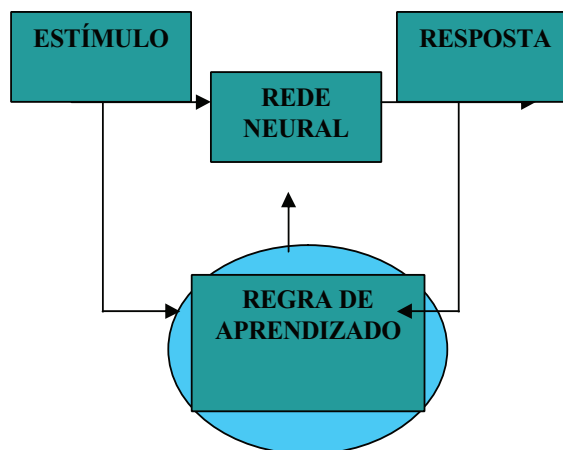 ESTÍMULO
RESPOSTA
REDE
NEURAL
REGRA DE
APRENDIZADO